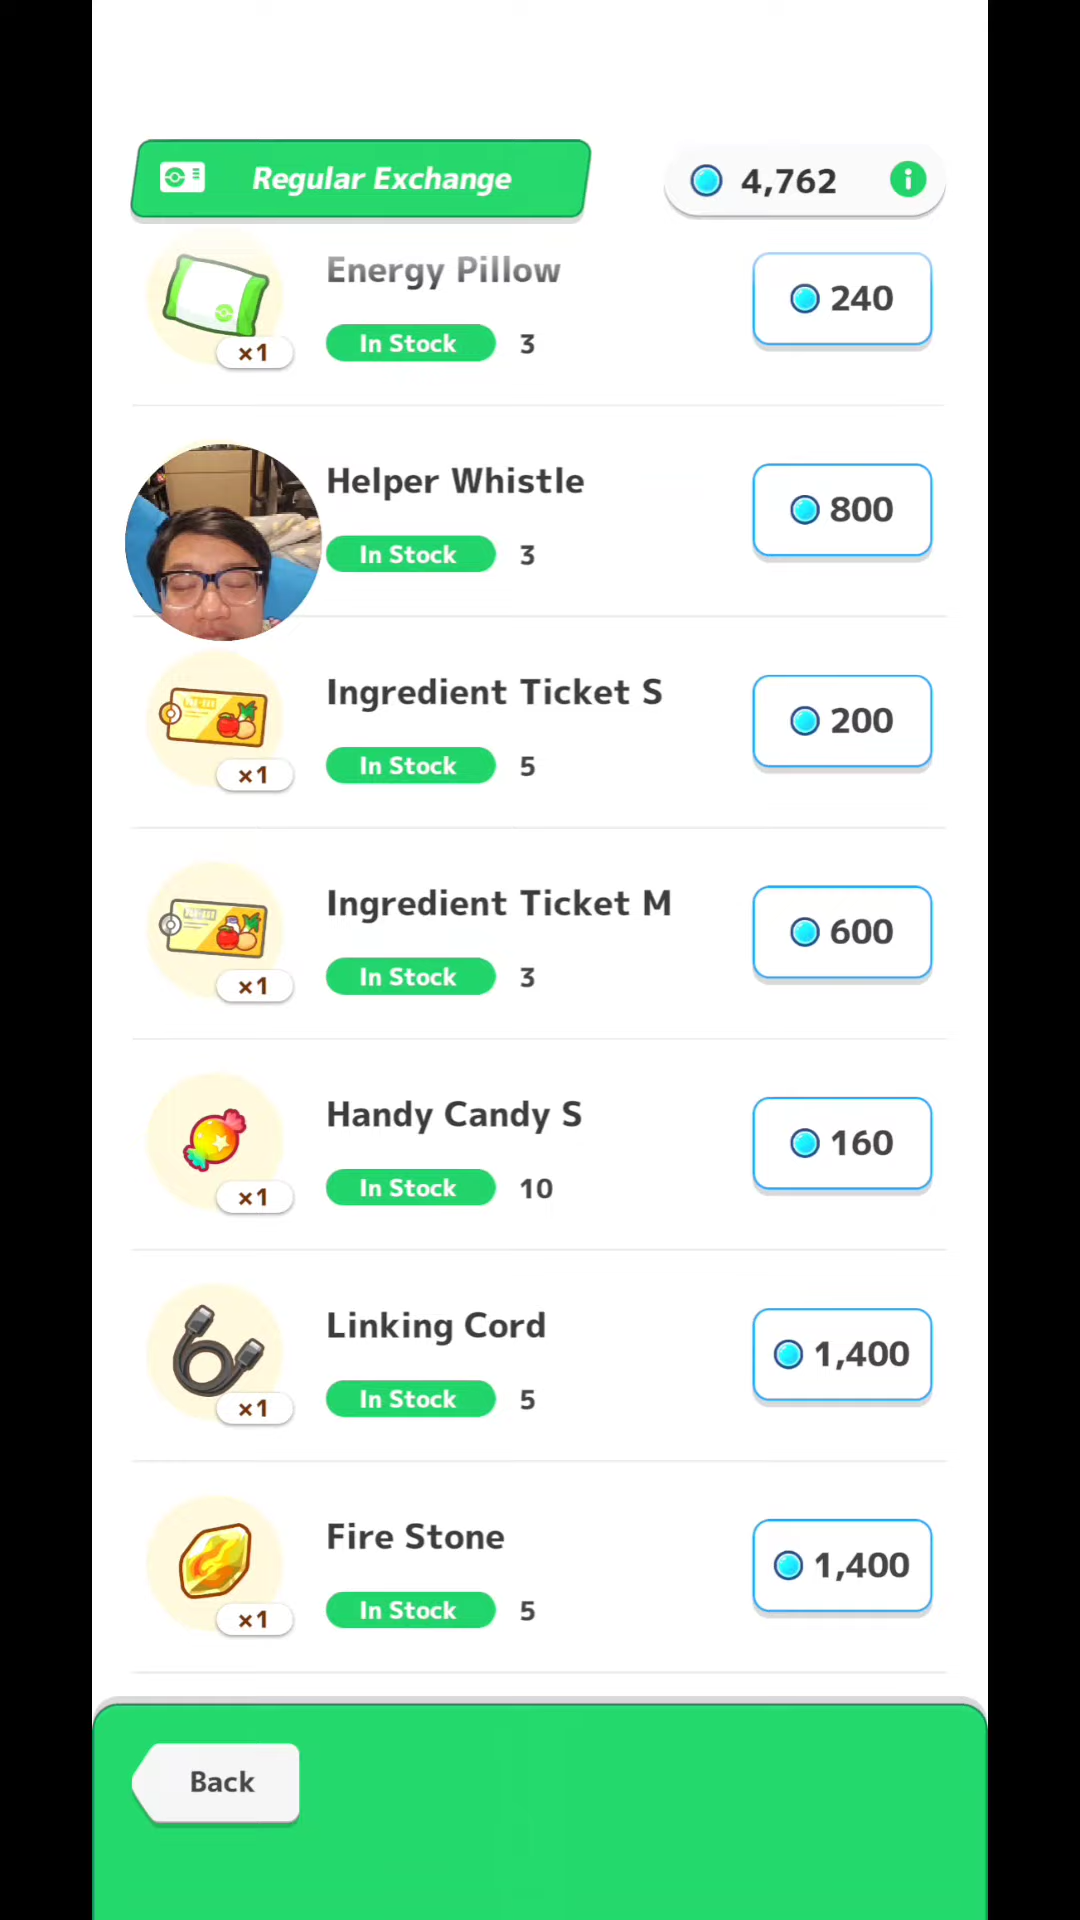 Regular Exchange
4,762
Energy Pillow
240
In Stock 3
×1
Helper Whistle
800
In Stock 3
Ingredient Ticket S
200
In Stock 5
×1
Ingredient Ticket M
600
In Stock 3
×1
Handy Candy S
160
In Stock 10
×1
Linking Cord
1,400
In Stock 5
×1
Fire Stone
1,400
In Stock 5
×1
Back